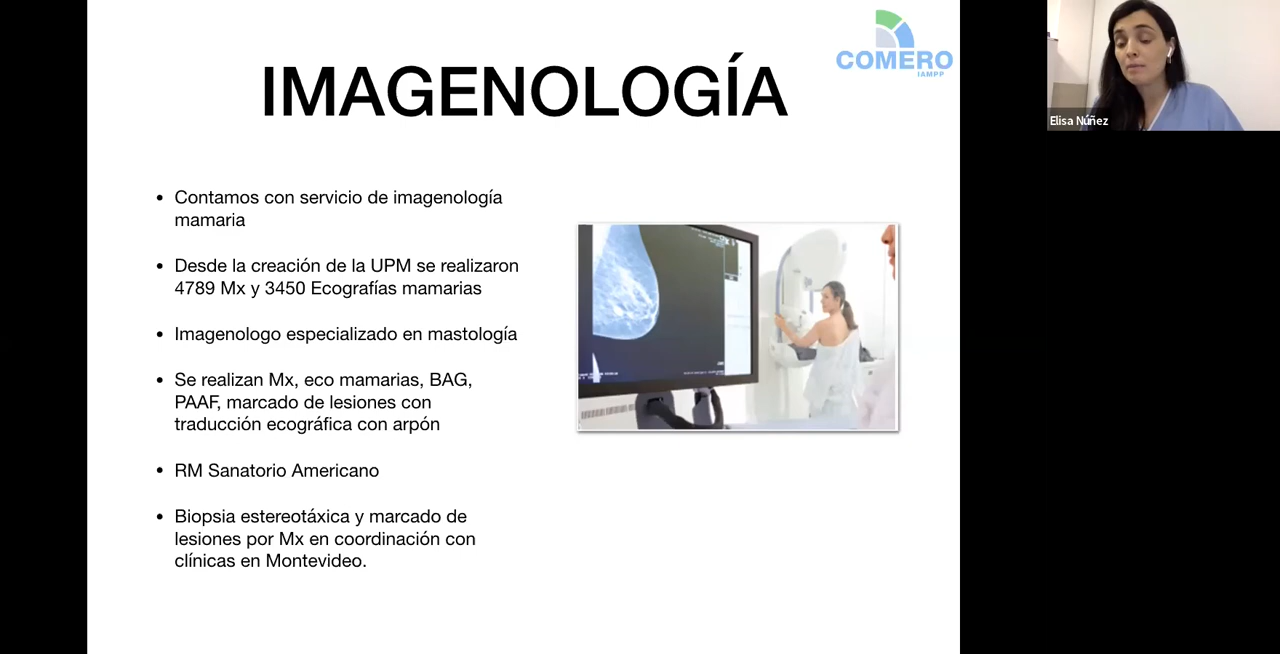 IMAGENOLOGÍA
COMERO
IAMPP
Elisa Núñez
• Contamos con servicio de imagenología
mamaria
• Desde la creación de la UPM se realizaron
4789 Mx y 3450 Ecografías mamarias
• Imagenologo especializado en mastología
• Se realizan Mx, eco mamarias, BAG,
PAAF, marcado de lesiones con
traducción ecográfica con arpón
• RM Sanatorio Americano
• Biopsia estereotáxica y marcado de
lesiones por Mx en coordinación con
clínicas en Montevideo.